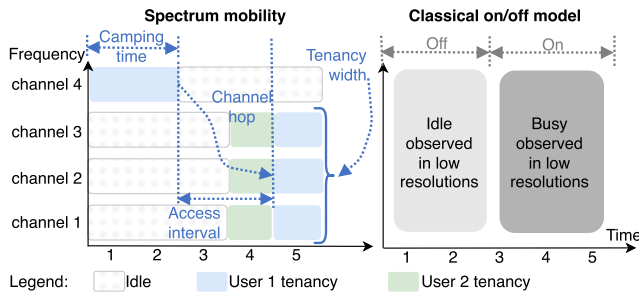 Spectrum mobility
Classical on/off model
Frequency
Camping
time
Tenancy
width
Off
On
channel 4
channel 3
channel 2
channel 1
Channel
hop
Access
interval
Idle
observed
in low
resolutions
Busy
observed
in low
resolutions
1 2 3 4 5
1 2 3 4 5
Time
Legend: Idle User 1 tenancy User 2 tenancy